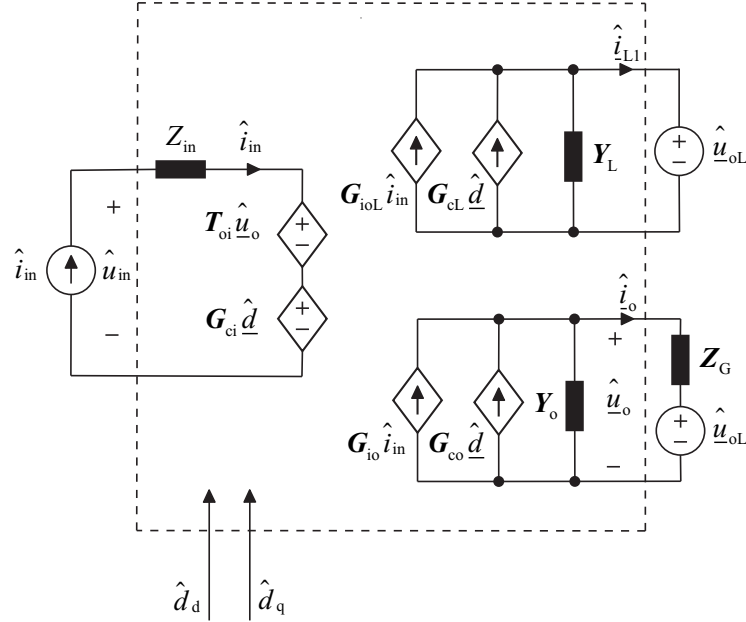 î_L1
Z_in
î_in
û_oL
Y_L
G_ioL î_in
G_cL d̂
T_oi û_o
î_in
û_in
î_o
G_ci d̂
Z_G
Y_o
û_o
û_oL
G_io î_in
G_co d̂
d̂_d
d̂_q